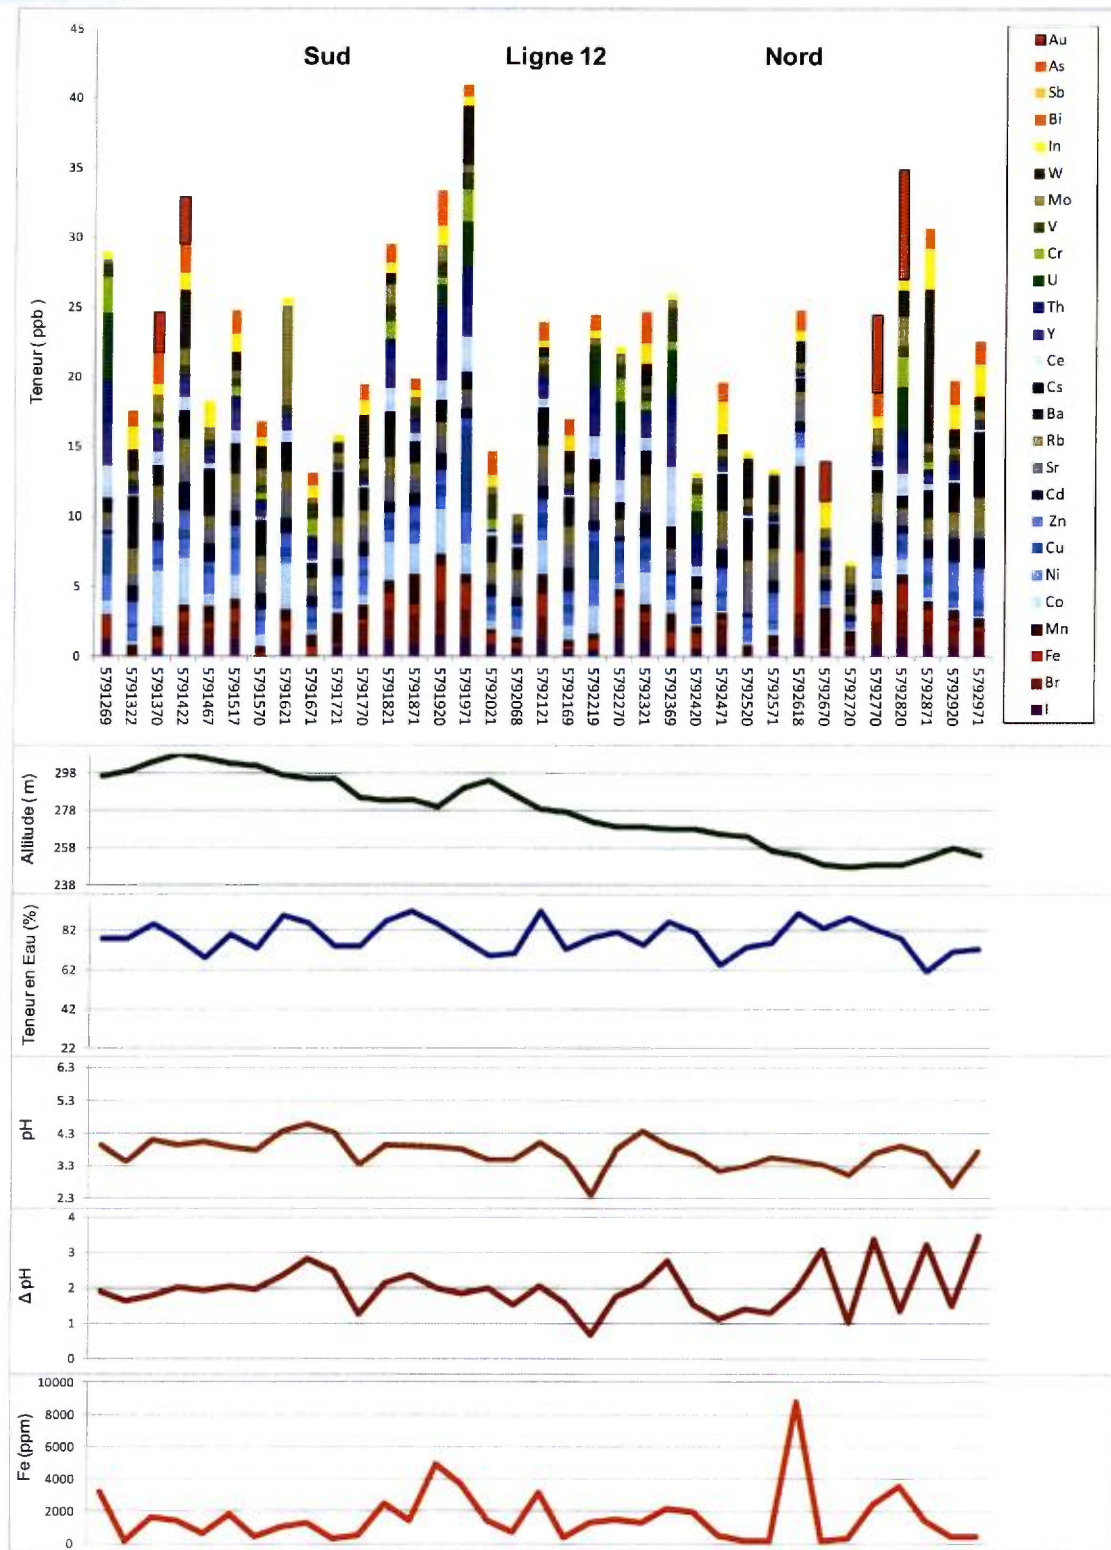 Sud Ligne 12 Nord
Teneur ( ppb )
45
40
35
30
25
20
15
10
5
0
5791269
5791322
5791370
5791422
5791467
5791517
5791570
5791621
5791671
5791721
5791770
5791821
5791871
5791920
5791971
5792021
5792068
5792121
5792169
5792219
5792270
5792321
5792369
5792420
5792471
5792520
5792571
5792618
5792670
5792720
5792770
5792820
5792871
5792920
5792971
Au
As
Sb
Bi
In
W
Mo
V
Cr
U
Th
Y
Ce
Cs
Ba
Rb
Sr
Cd
Zn
Cu
Ni
Co
Mn
Fe
Br
I
Altitude ( m)
298
278
258
238
Teneur en Eau (%)
82
62
42
22
pH
6.3
5.3
4.3
3.3
2.3
Δ pH
4
3
2
1
0
Fe (ppm)
10000
8000
6000
4000
2000
0